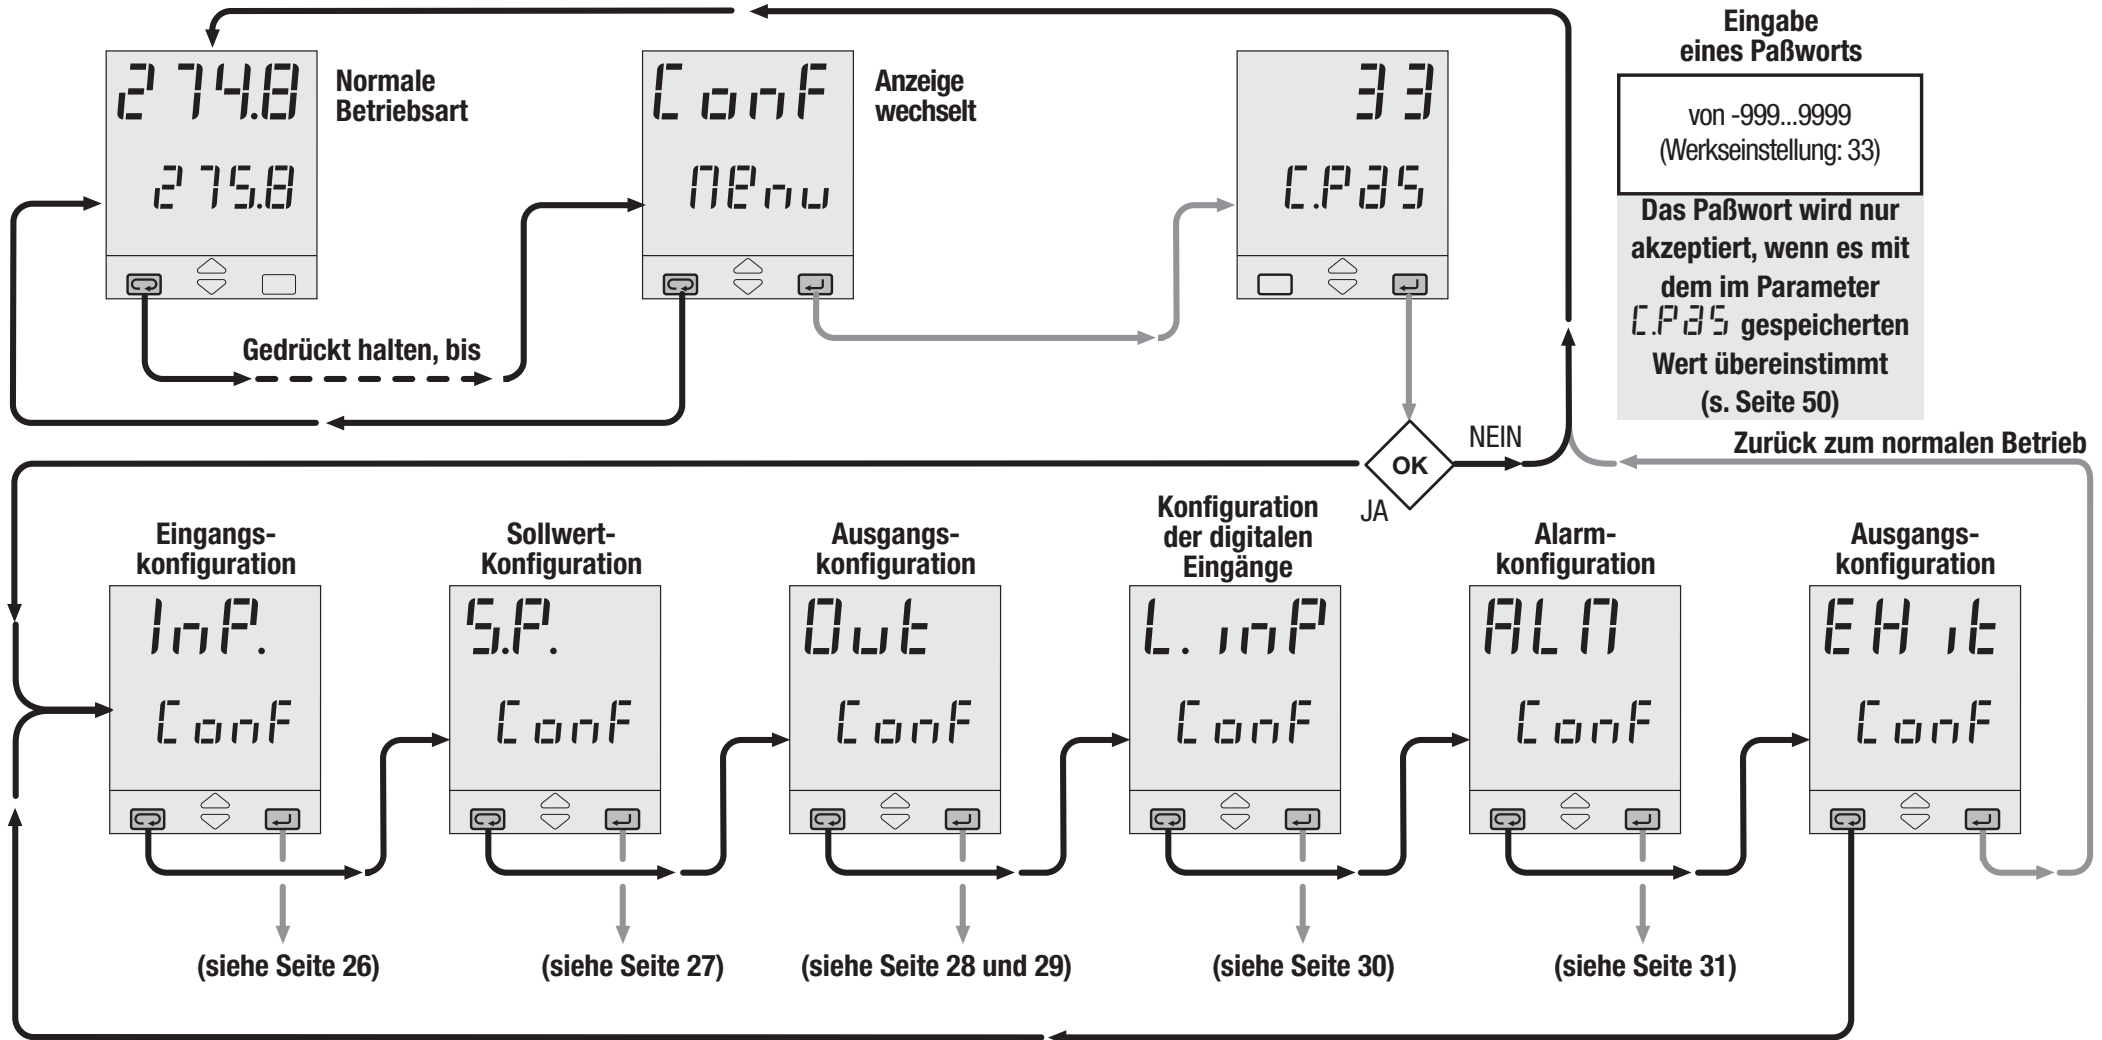 274.8
275.8
Normale
Betriebsart
ConF
MEnu
Anzeige
wechselt
33
C.PAS
Eingabe
eines Paßworts
von -999...9999
(Werkseinstellung: 33)
Das Paßwort wird nur
akzeptiert, wenn es mit
dem im Parameter
C.PAS gespeicherten
Wert übereinstimmt
(s. Seite 50)
Gedrückt halten, bis
OK
NEIN
JA
Zurück zum normalen Betrieb
Eingangs-
konfiguration
InP.
ConF
(siehe Seite 26)
Sollwert-
Konfiguration
S.P.
ConF
(siehe Seite 27)
Ausgangs-
konfiguration
Out
ConF
(siehe Seite 28 und 29)
Konfiguration
der digitalen
Eingänge
L. inP
ConF
(siehe Seite 30)
Alarm-
konfiguration
ALM
ConF
(siehe Seite 31)
Ausgangs-
konfiguration
EHit
ConF